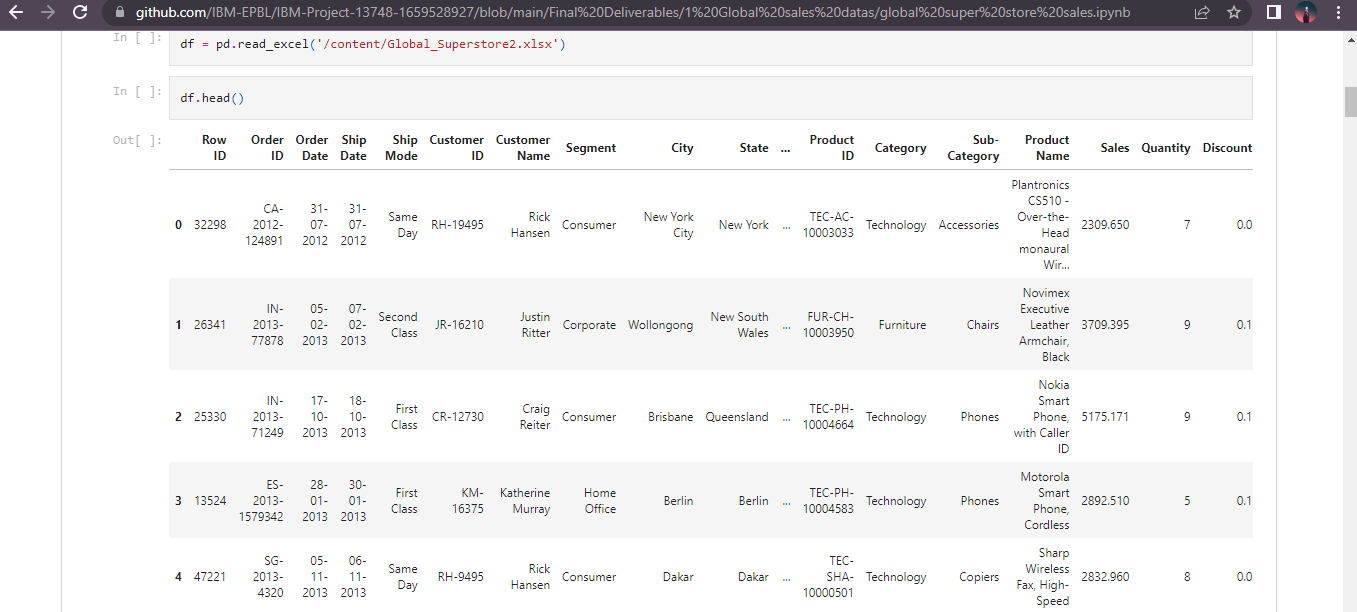 github.com/IBM-EPBL/IBM-Project-13748-1659528927/blob/main/Final%20Deliverables/1%20Global%20sales%20datas/global%20super%20store%20sales.ipynb
In [ ]: df = pd.read_excel('/content/Global_Superstore2.xlsx')
In [ ]: df.head()
Out[ ]:
Row ID Order ID Order Date Ship Date Ship Mode Customer ID Customer Name Segment City State ... Product ID Category Sub-Category Product Name Sales Quantity Discount
0 32298 CA-2012-124891 31-07-2012 31-07-2012 Same Day RH-19495 Rick Hansen Consumer New York City New York ... TEC-AC-10003033 Technology Accessories Plantronics CS510 - Over-the-Head monaural Wir... 2309.650 7 0.0
1 26341 IN-2013-77878 05-02-2013 07-02-2013 Second Class JR-16210 Justin Ritter Corporate Wollongong New South Wales ... FUR-CH-10003950 Furniture Chairs Novimex Executive Leather Armchair, Black 3709.395 9 0.1
2 25330 IN-2013-71249 17-10-2013 18-10-2013 First Class CR-12730 Craig Reiter Consumer Brisbane Queensland ... TEC-PH-10004664 Technology Phones Nokia Smart Phone, with Caller ID 5175.171 9 0.1
3 13524 ES-2013-1579342 28-01-2013 30-01-2013 First Class KM-16375 Katherine Murray Home Office Berlin Berlin ... TEC-PH-10004583 Technology Phones Motorola Smart Phone, Cordless 2892.510 5 0.1
4 47221 SG-2013-4320 05-11-2013 06-11-2013 Same Day RH-9495 Rick Hansen Consumer Dakar Dakar ... TEC-SHA-10000501 Technology Copiers Sharp Wireless Fax, High-Speed 2832.960 8 0.0